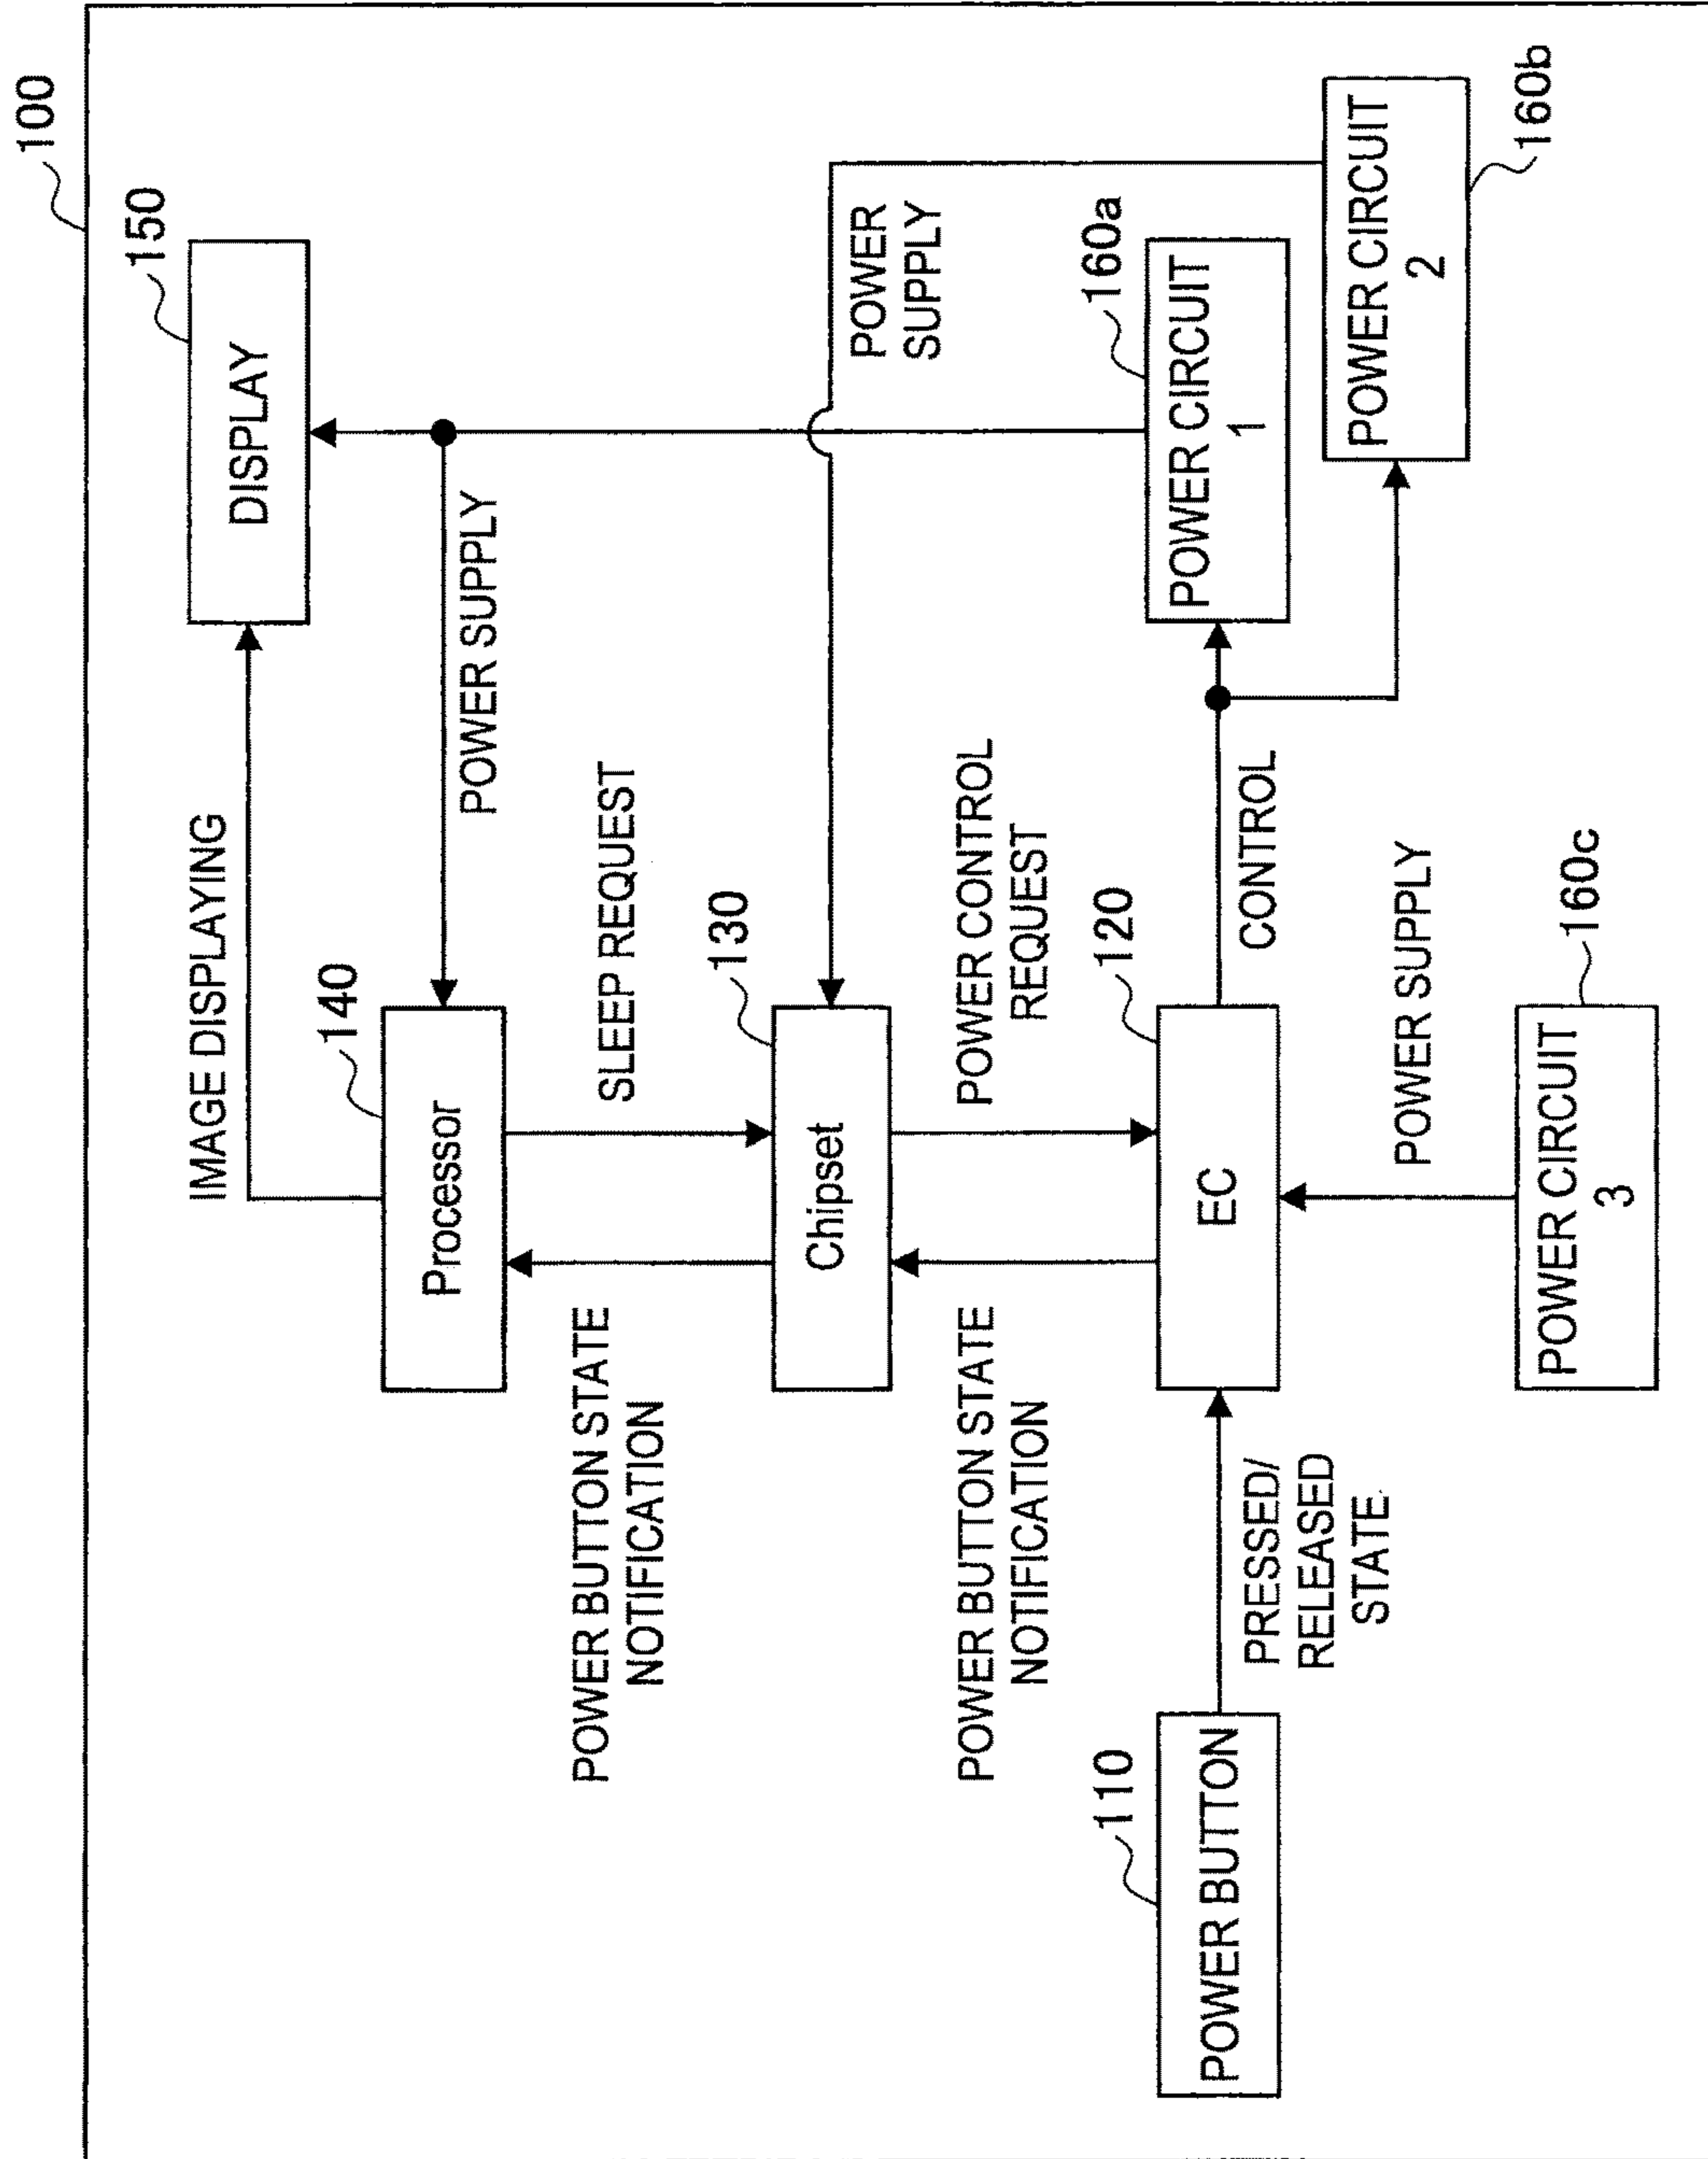 100
150
DISPLAY
IMAGE DISPLAYING
POWER SUPPLY
140
Processor
SLEEP REQUEST
POWER BUTTON STATE
NOTIFICATION
130
Chipset
POWER
SUPPLY
POWER CONTROL
REQUEST
POWER BUTTON STATE
NOTIFICATION
120
EC
CONTROL
160a
POWER CIRCUIT
1
160b
POWER CIRCUIT
2
110
POWER BUTTON
PRESSED/
RELEASED
STATE
POWER SUPPLY
160c
POWER CIRCUIT
3